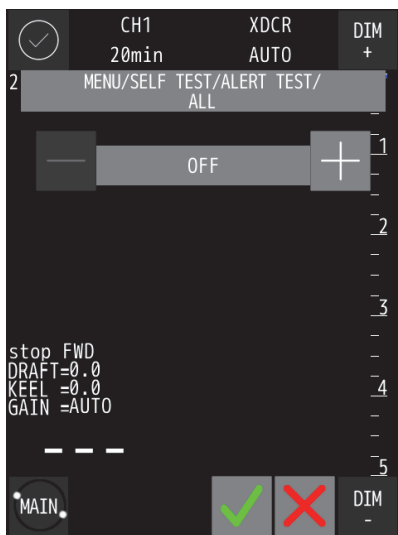 CH1 XDCR DIM
20min AUTO +
2 MENU/SELF TEST/ALERT TEST/
ALL
1
OFF
2
3
stop FWD
DRAFT=0.0
KEEL =0.0
4
GAIN =AUTO
– – –
5
MAIN DIM
-